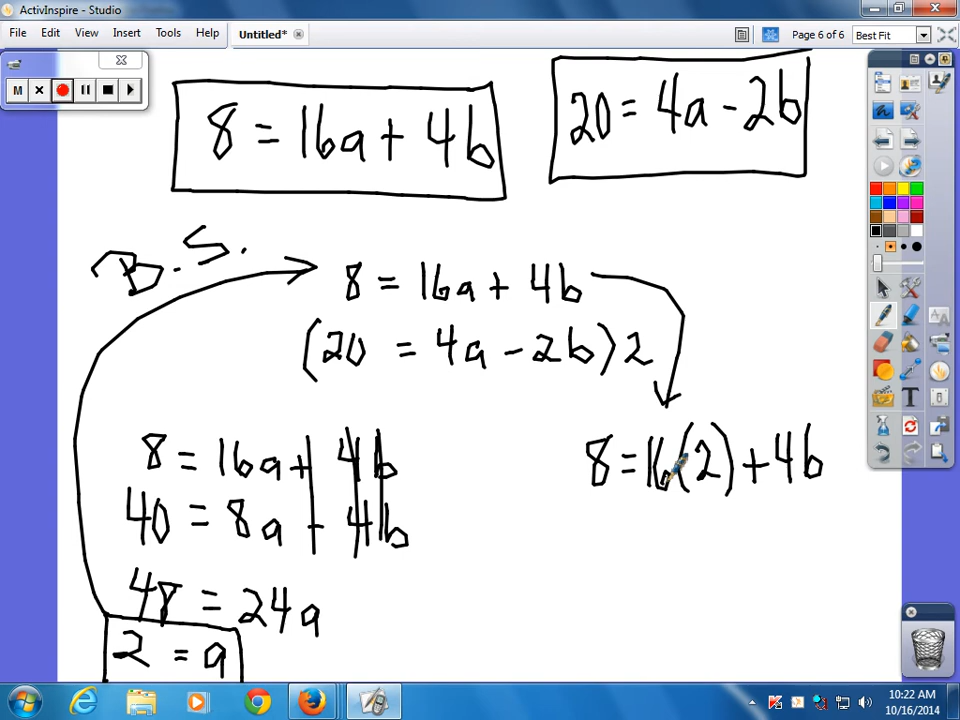 ActivInspire - Studio
File Edit View Insert Tools Help Untitled* Page 6 of 6 Best Fit
M
8 = 16a + 4b
20 = 4a - 2b
B.S.
8 = 16a + 4b
(20 = 4a - 2b) 2
8 = 16a + 4b
40 = 8a - 4b
48 = 24a
2 = a
8 = 16(2) + 4b
10:22 AM
10/16/2014